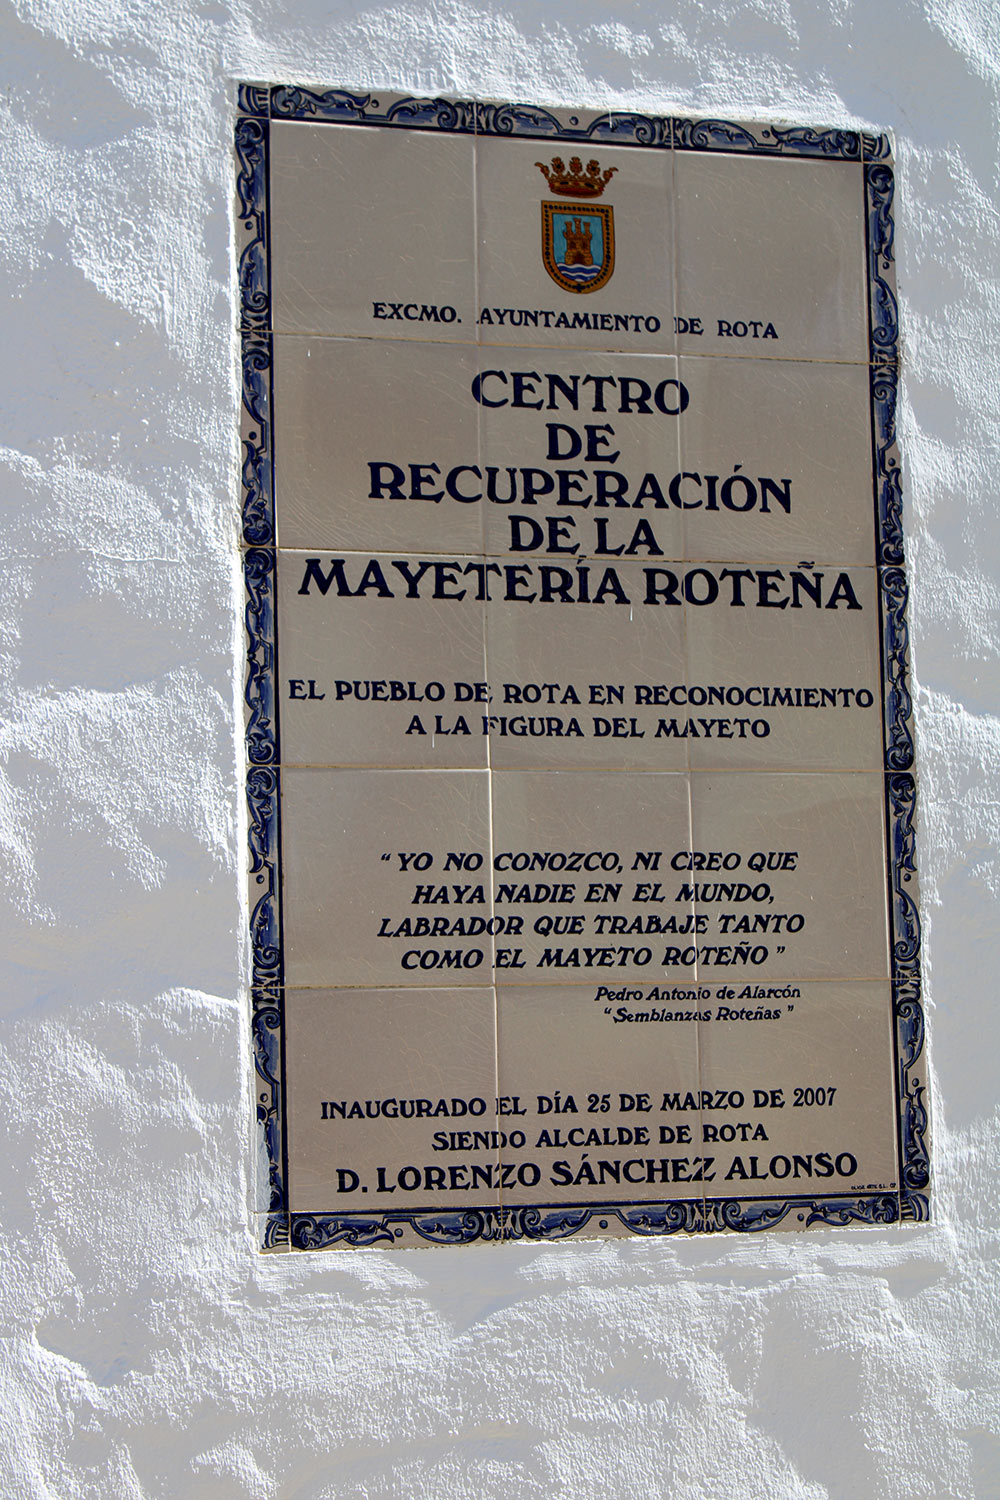 EXCMO. AYUNTAMIENTO DE ROTA
CENTRO
DE
RECUPERACIÓN
DE LA
MAYETERÍA ROTEÑA
EL PUEBLO DE ROTA EN RECONOCIMIENTO
A LA FIGURA DEL MAYETO
“YO NO CONOZCO, NI CREO QUE
HAYA NADIE EN EL MUNDO,
LABRADOR QUE TRABAJE TANTO
COMO EL MAYETO ROTEÑO”
Pedro Antonio de Alarcón
“Semblanzas Roteñas”
INAUGURADO EL DÍA 25 DE MARZO DE 2007
SIENDO ALCALDE DE ROTA
D. LORENZO SÁNCHEZ ALONSO